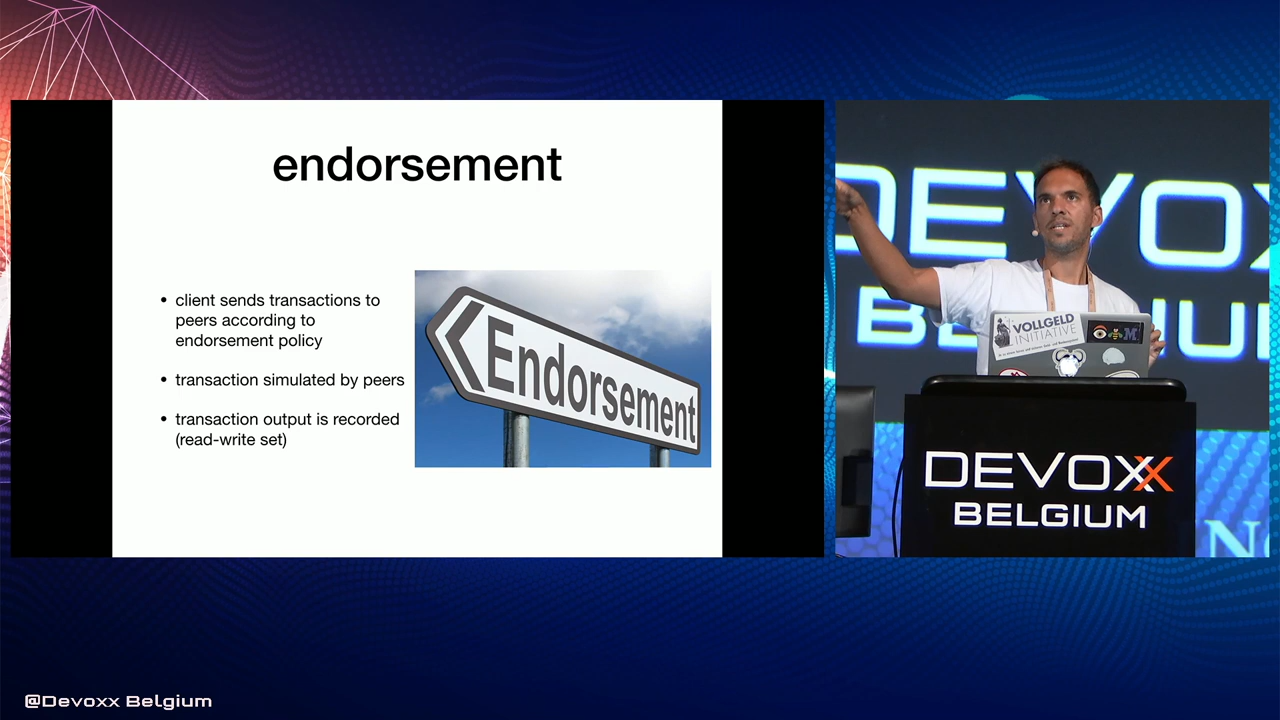 endorsement
• client sends transactions to
peers according to
endorsement policy
• transaction simulated by peers
• transaction output is recorded
(read-write set)
Endorsement
DEVOX
BELGIUM
VOLLGELD
INITIATIVE
DEVOXX
BELGIUM
@Devoxx Belgium